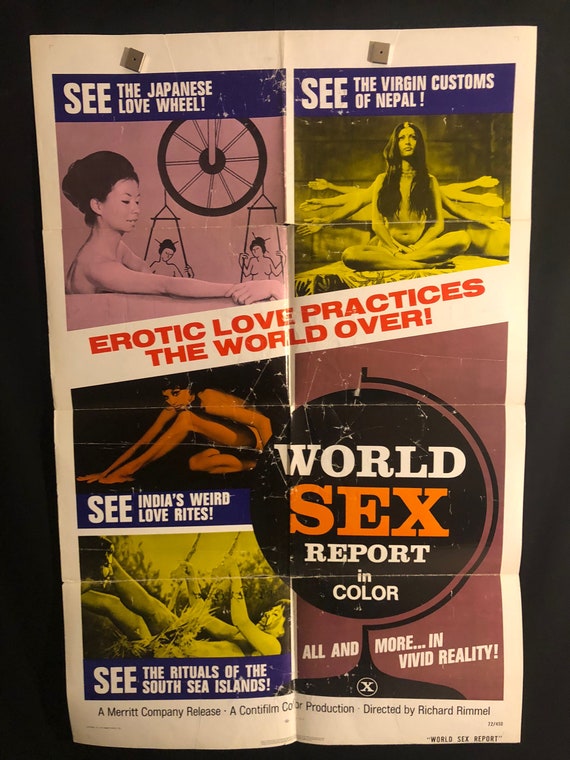 SEE THE JAPANESE
LOVE WHEEL!
SEE THE VIRGIN CUSTOMS
OF NEPAL!
EROTIC LOVE PRACTICES
THE WORLD OVER!
SEE INDIA'S WEIRD
LOVE RITES!
WORLD
SEX
REPORT
in
COLOR
SEE THE RITUALS OF THE
SOUTH SEA ISLANDS!
ALL AND MORE...IN
VIVID REALITY!
X
A Merritt Company Release · A Contifilm Color Production · Directed by Richard Rimmel
"WORLD SEX REPORT"